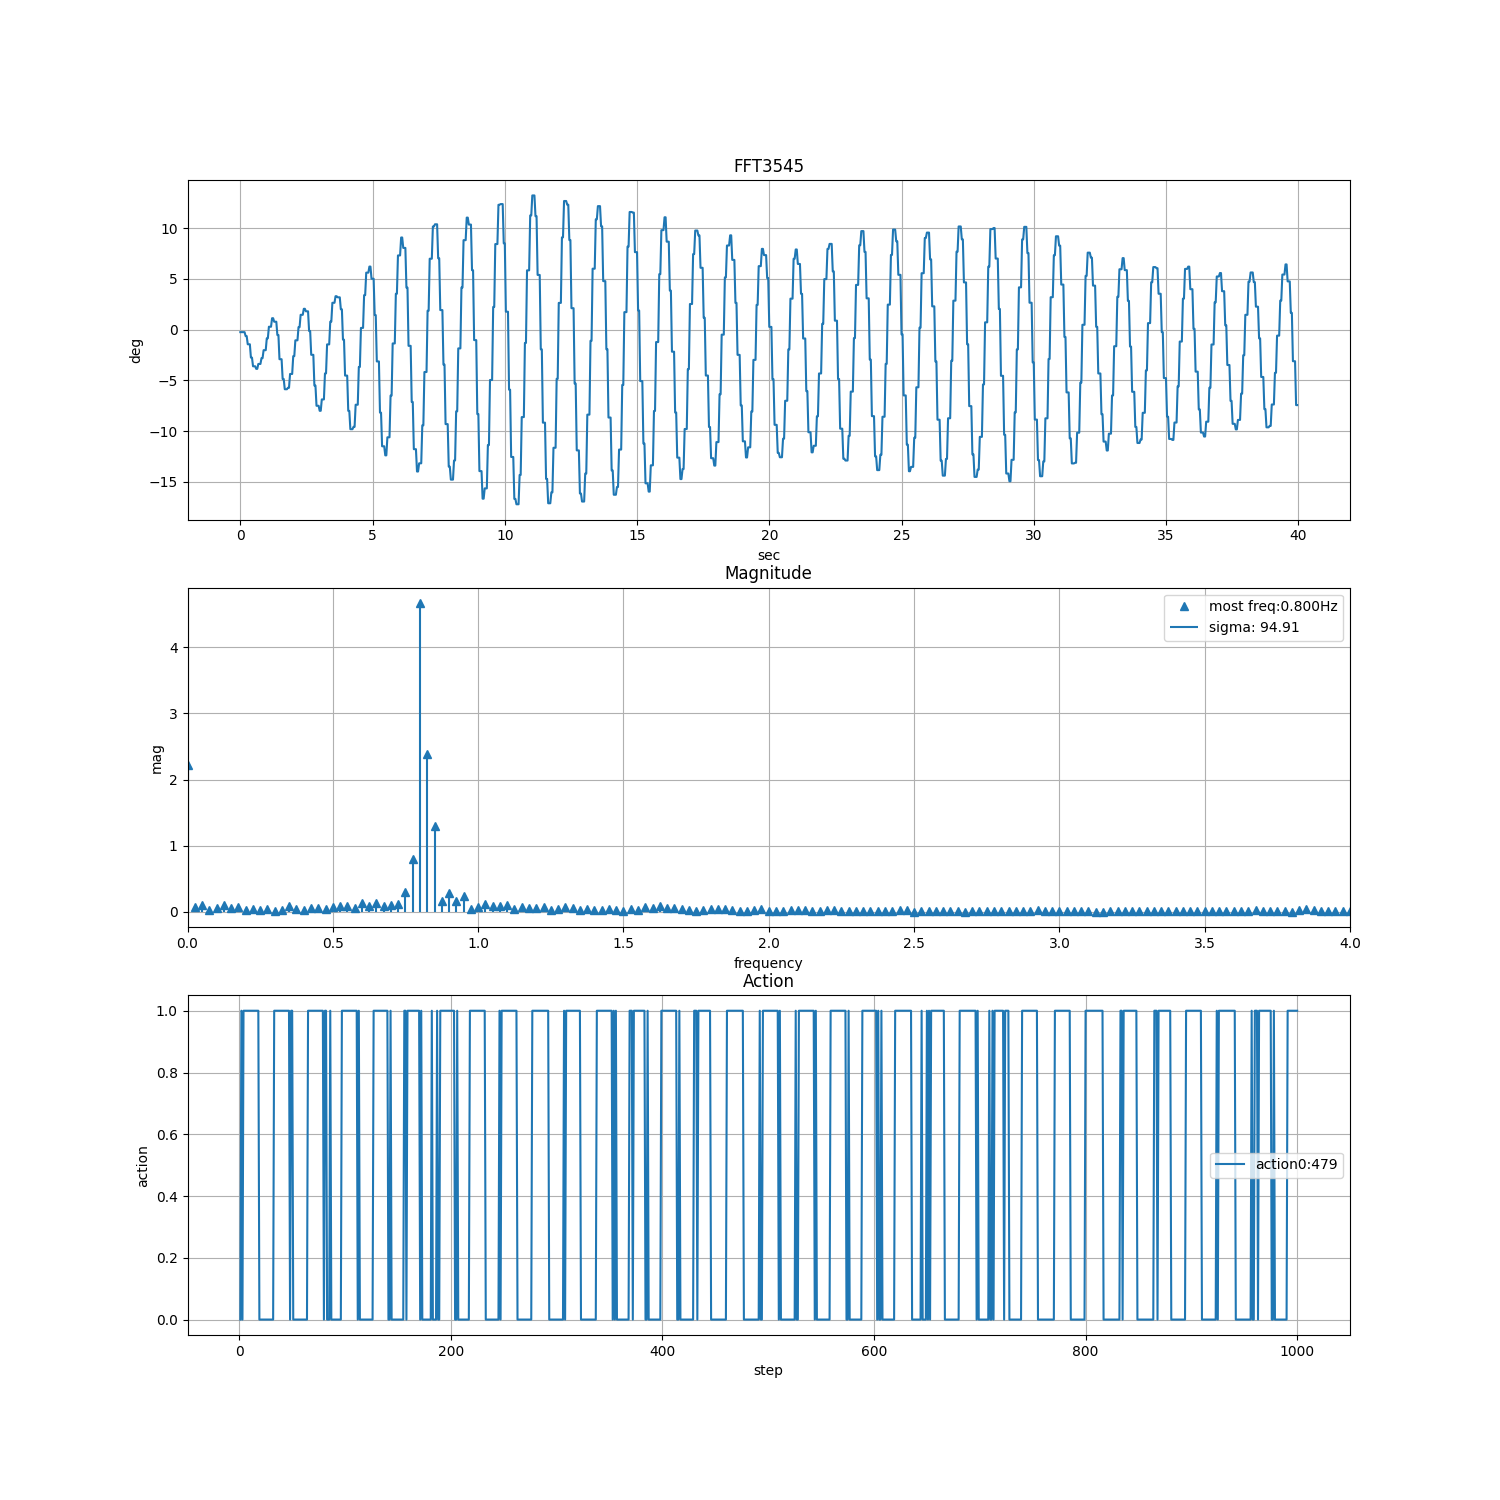 FFT3545
deg
10
5
0
−5
−10
−15
0 5 10 15 20 25 30 35 40
sec
Magnitude
most freq:0.800Hz
sigma: 94.91
mag
4
3
2
1
0
0.0 0.5 1.0 1.5 2.0 2.5 3.0 3.5 4.0
frequency
Action
action
1.0
0.8
0.6
0.4
0.2
0.0
action0:479
0 200 400 600 800 1000
step